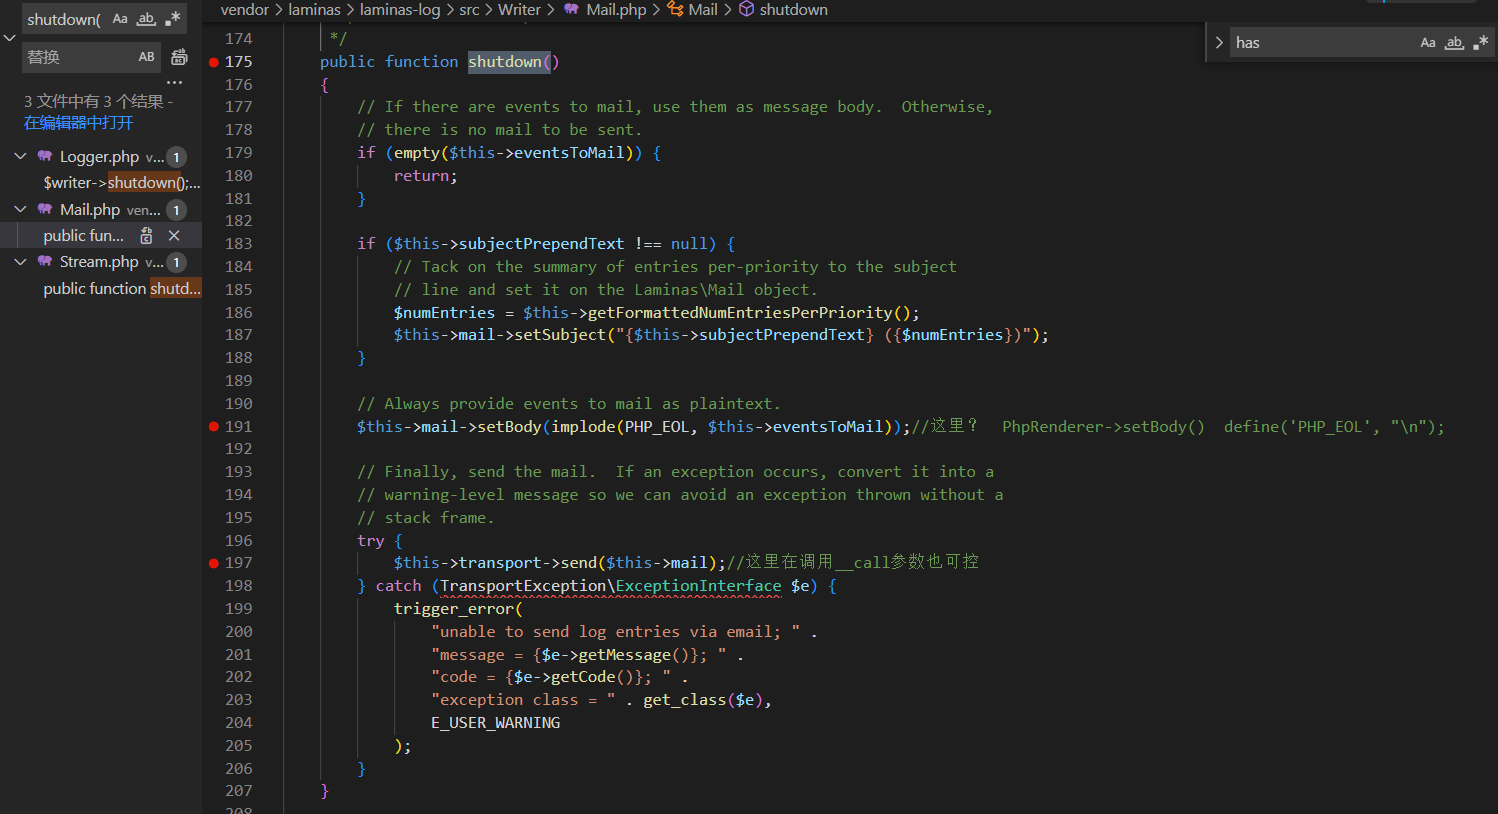 shutdown( Aa ab .*
替换 AB
...
3 文件中有 3 个结果 -
在编辑器中打开
Logger.php v... 1
$writer->shutdown();...
Mail.php ven... 1
public fun...
Stream.php v... 1
public function shutd...
vendor > laminas > laminas-log > src > Writer > Mail.php > Mail > shutdown
> has Aa ab .*
174 */
175 public function shutdown()
176 {
177 // If there are events to mail, use them as message body.  Otherwise,
178 // there is no mail to be sent.
179 if (empty($this->eventsToMail)) {
180 return;
181 }
182
183 if ($this->subjectPrependText !== null) {
184 // Tack on the summary of entries per-priority to the subject
185 // line and set it on the Laminas\Mail object.
186 $numEntries = $this->getFormattedNumEntriesPerPriority();
187 $this->mail->setSubject("{$this->subjectPrependText} ({$numEntries})");
188 }
189
190 // Always provide events to mail as plaintext.
191 $this->mail->setBody(implode(PHP_EOL, $this->eventsToMail));//这里？  PhpRenderer->setBody()  define('PHP_EOL', "\n");
192
193 // Finally, send the mail.  If an exception occurs, convert it into a
194 // warning-level message so we can avoid an exception thrown without a
195 // stack frame.
196 try {
197 $this->transport->send($this->mail);//这里在调用__call参数也可控
198 } catch (TransportException\ExceptionInterface $e) {
199 trigger_error(
200 "unable to send log entries via email; " .
201 "message = {$e->getMessage()}; " .
202 "code = {$e->getCode()}; " .
203 "exception class = " . get_class($e),
204 E_USER_WARNING
205 );
206 }
207 }
208